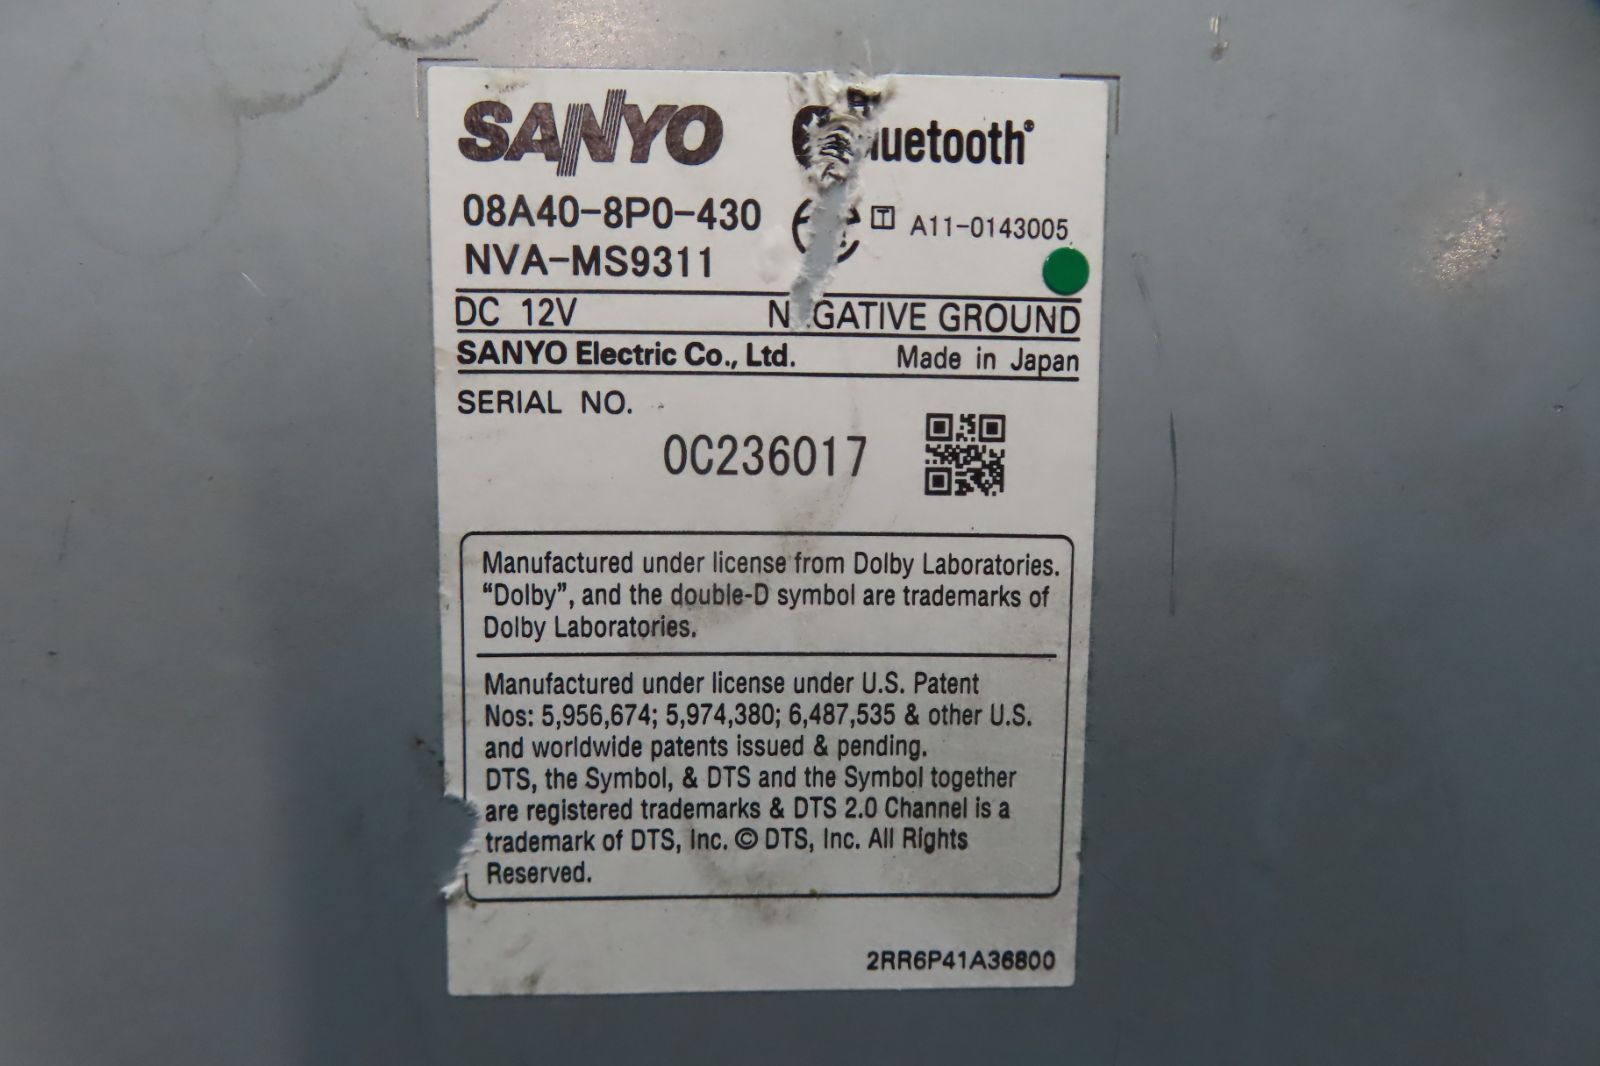 SANYO
08A40-8P0-430
T A11-0143005
NVA-MS9311
DC 12V
GROUND
SANYO Electric Co., Ltd. Made in Japan
SERIAL NO.
0C236017
Manufactured under license from Dolby Laboratories.
“Dolby”, and the double-D symbol are trademarks of
Dolby Laboratories.
Manufactured under license under U.S. Patent
Nos: 5,956,674; 5,974,380; 6,487,535 & other U.S.
and worldwide patents issued & pending.
DTS, the Symbol, & DTS and the Symbol together
are registered trademarks & DTS 2.0 Channel is a
trademark of DTS, Inc. © DTS, Inc. All Rights
Reserved.
2RR6P41A36800